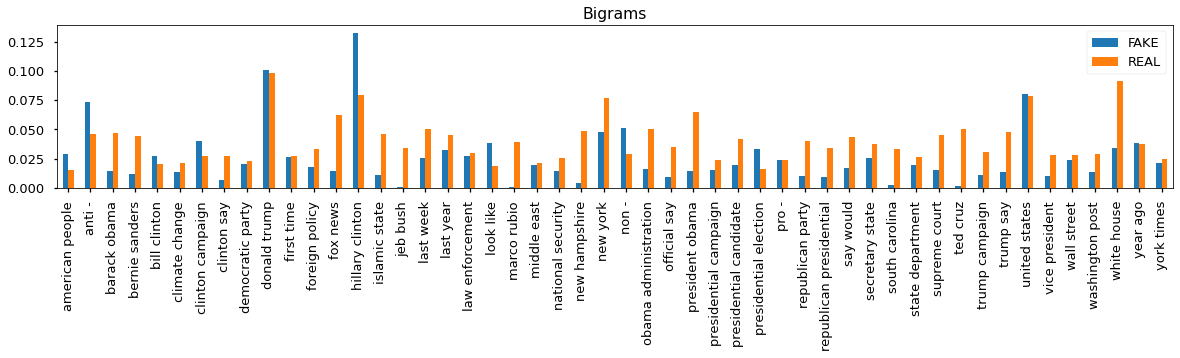 Bigrams
0.125
0.100
0.075
0.050
0.025
0.000
FAKE
REAL
american people
anti -
barack obama
bernie sanders
bill clinton
climate change
clinton campaign
clinton say
democratic party
donald trump
first time
foreign policy
fox news
hillary clinton
islamic state
jeb bush
last week
last year
law enforcement
look like
marco rubio
middle east
national security
new hampshire
new york
non -
obama administration
official say
president obama
presidential campaign
presidential candidate
presidential election
pro -
republican party
republican presidential
say would
secretary state
south carolina
state department
supreme court
ted cruz
trump campaign
trump say
united states
vice president
wall street
washington post
white house
year ago
york times